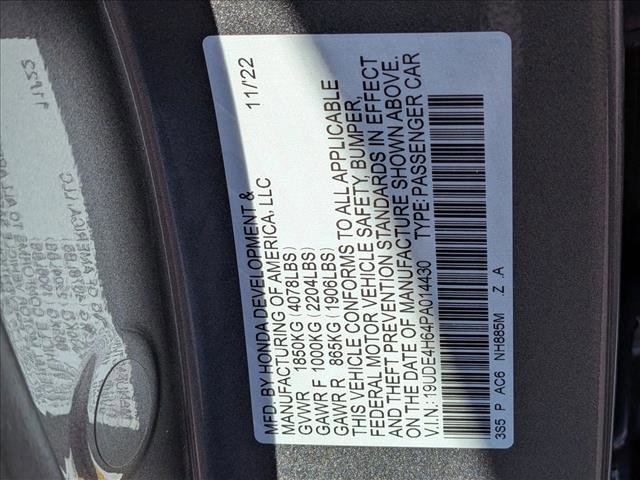 MFD. BY HONDA DEVELOPMENT &
MANUFACTURING OF AMERICA, LLC 11/'22
GVWR 1850KG (4078LBS)
GAWR F 1000KG (2204LBS)
GAWR R 865KG (1906LBS)
THIS VEHICLE CONFORMS TO ALL APPLICABLE
FEDERAL MOTOR VEHICLE SAFETY, BUMPER,
AND THEFT PREVENTION STANDARDS IN EFFECT
ON THE DATE OF MANUFACTURE SHOWN ABOVE.
V.I.N.: 19UDE4H64PA014430 TYPE: PASSENGER CAR
3S5 P AC6 NH885M .Z .A